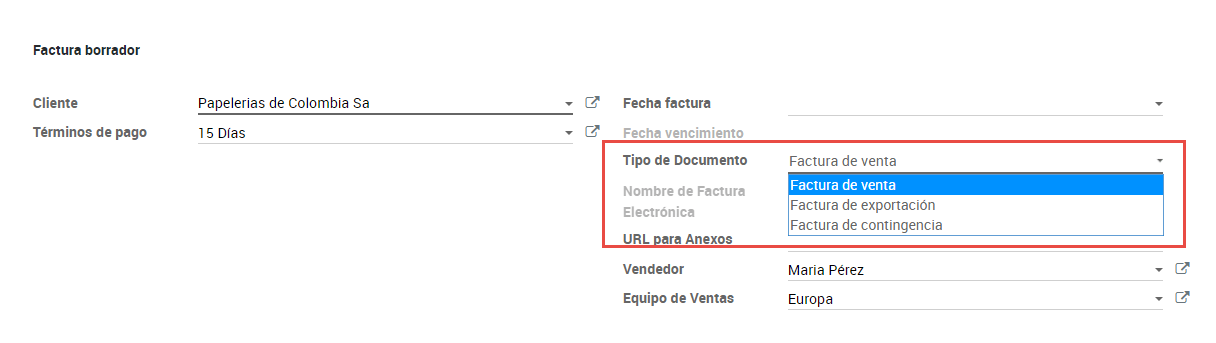 Factura borrador
Cliente
Papelerias de Colombia Sa
Términos de pago
15 Días
Fecha factura
Fecha vencimiento
Tipo de Documento
Factura de venta
Factura de venta
Factura de exportación
Factura de contingencia
Nombre de Factura
Electrónica
URL para Anexos
Vendedor
Maria Pérez
Equipo de Ventas
Europa